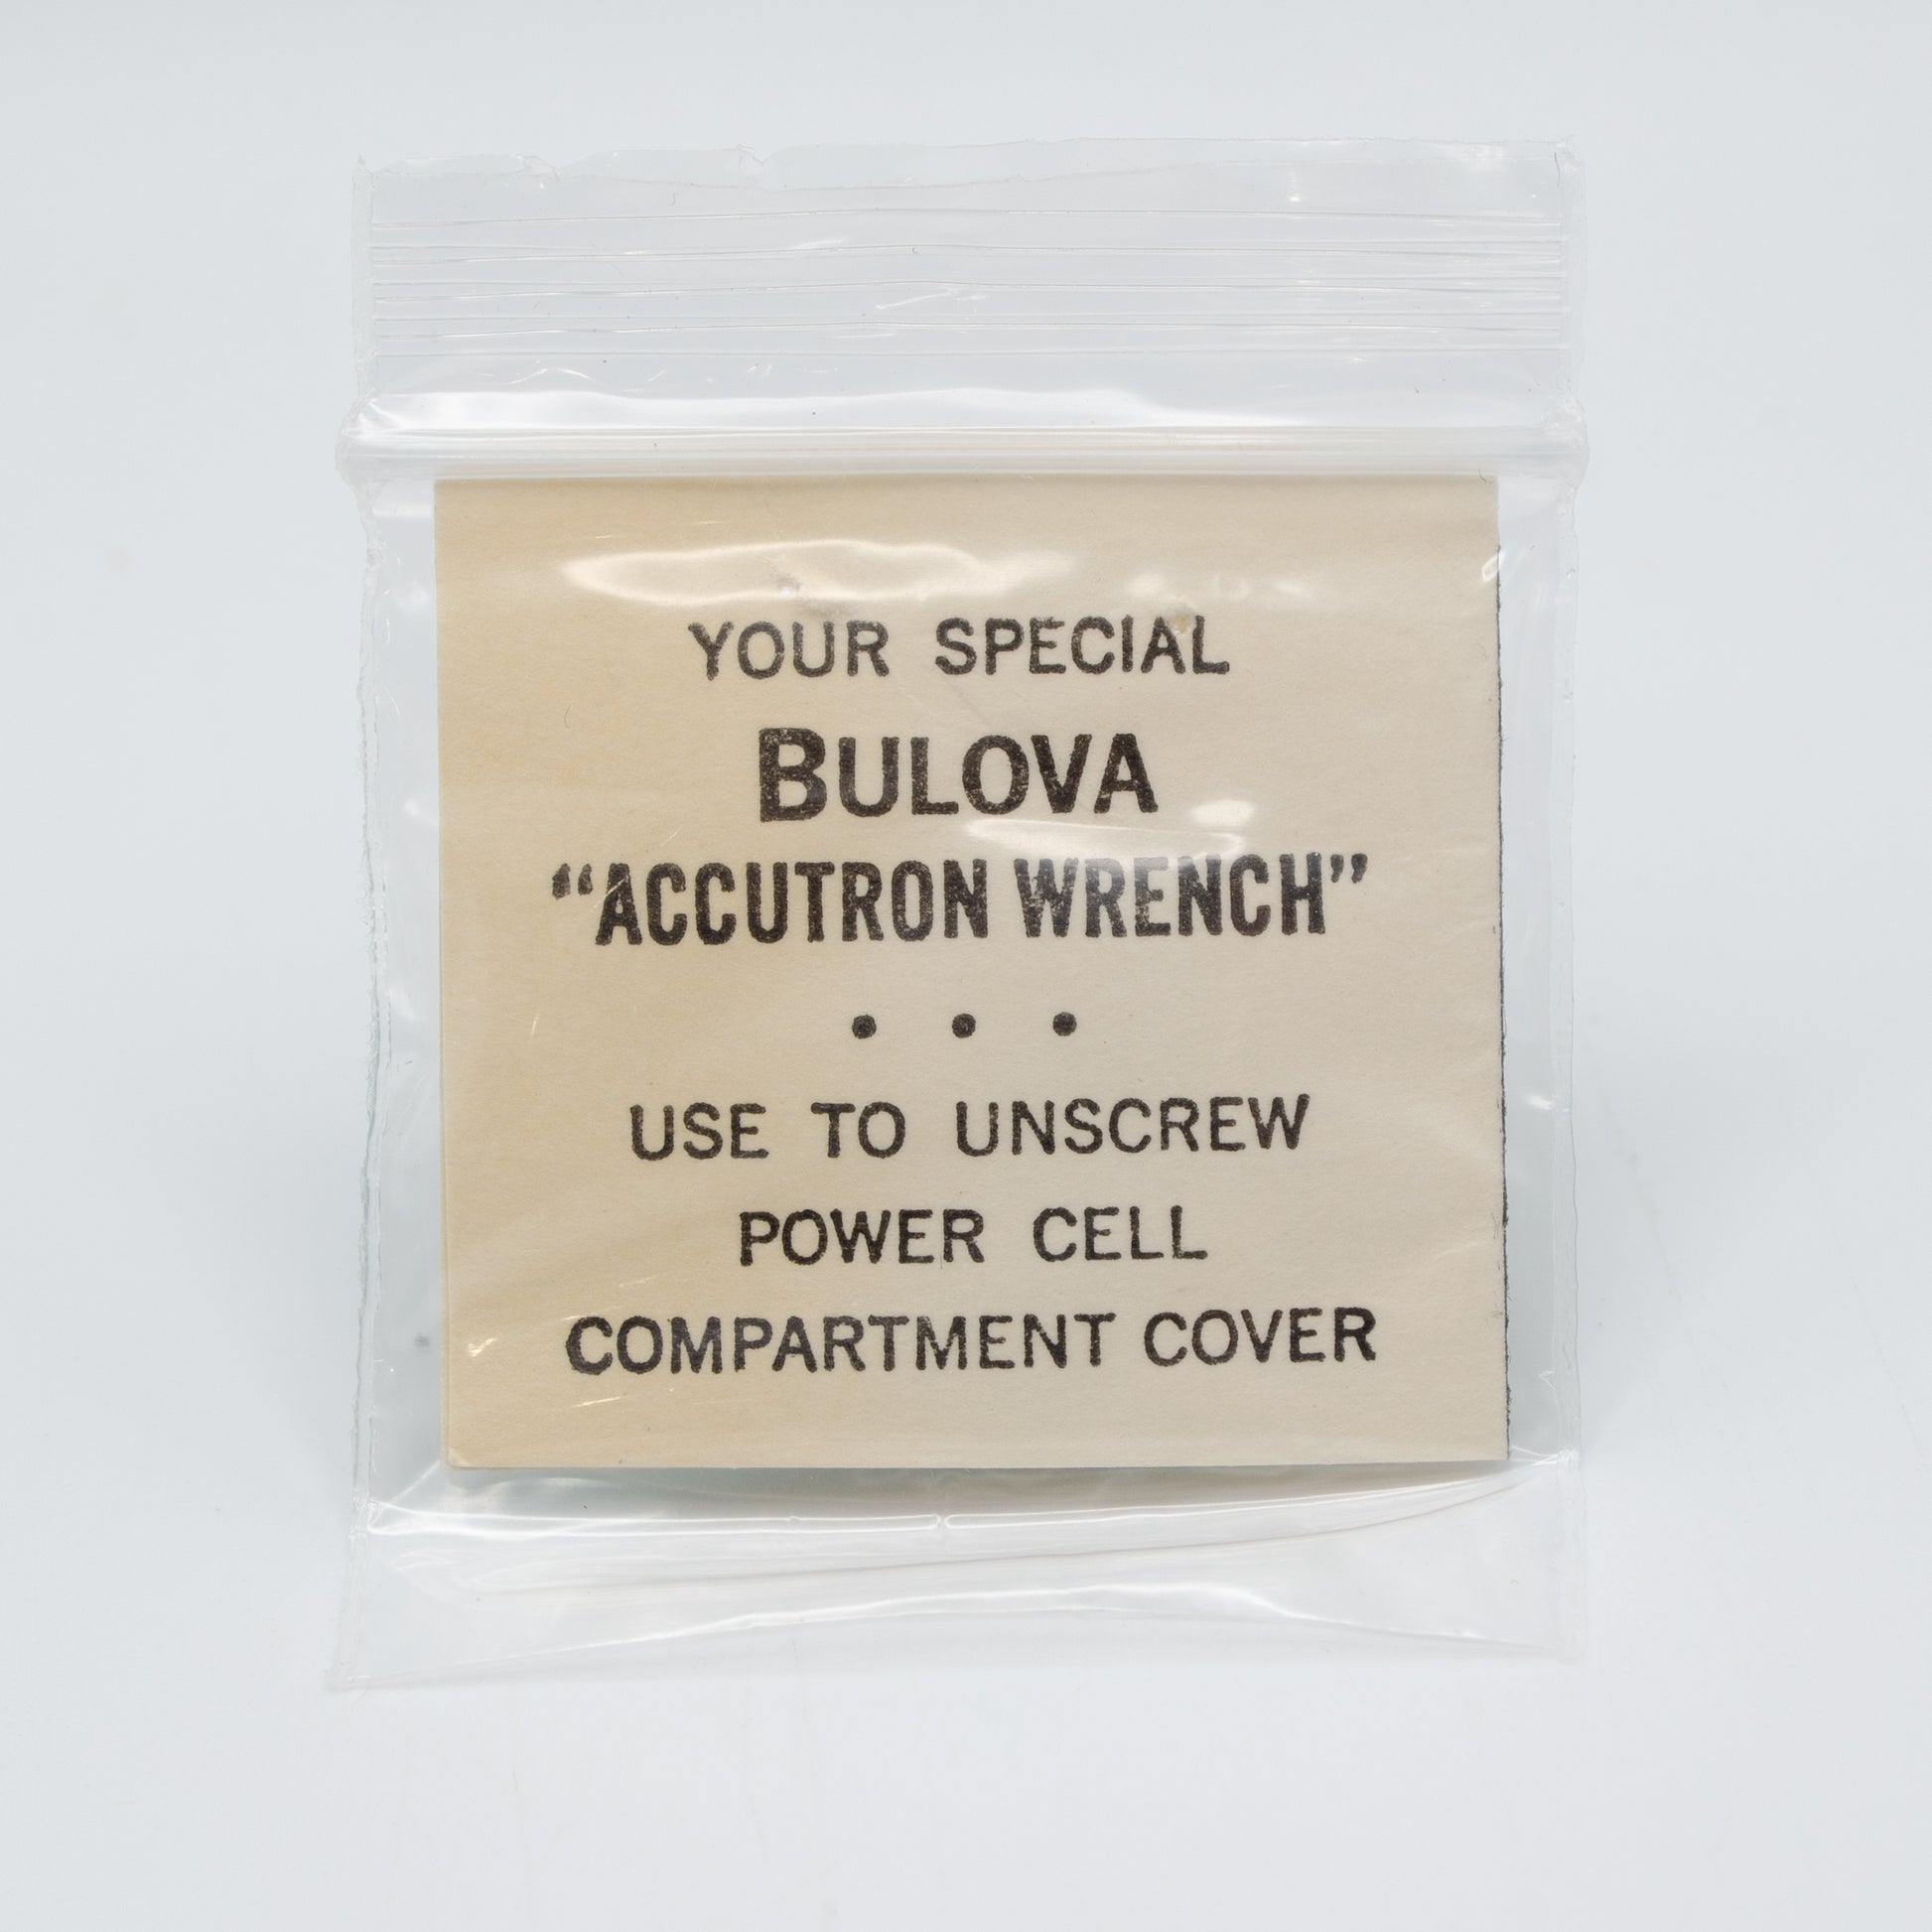 YOUR SPECIAL
BULOVA
“ACCUTRON WRENCH”
• • •
USE TO UNSCREW
POWER CELL
COMPARTMENT COVER